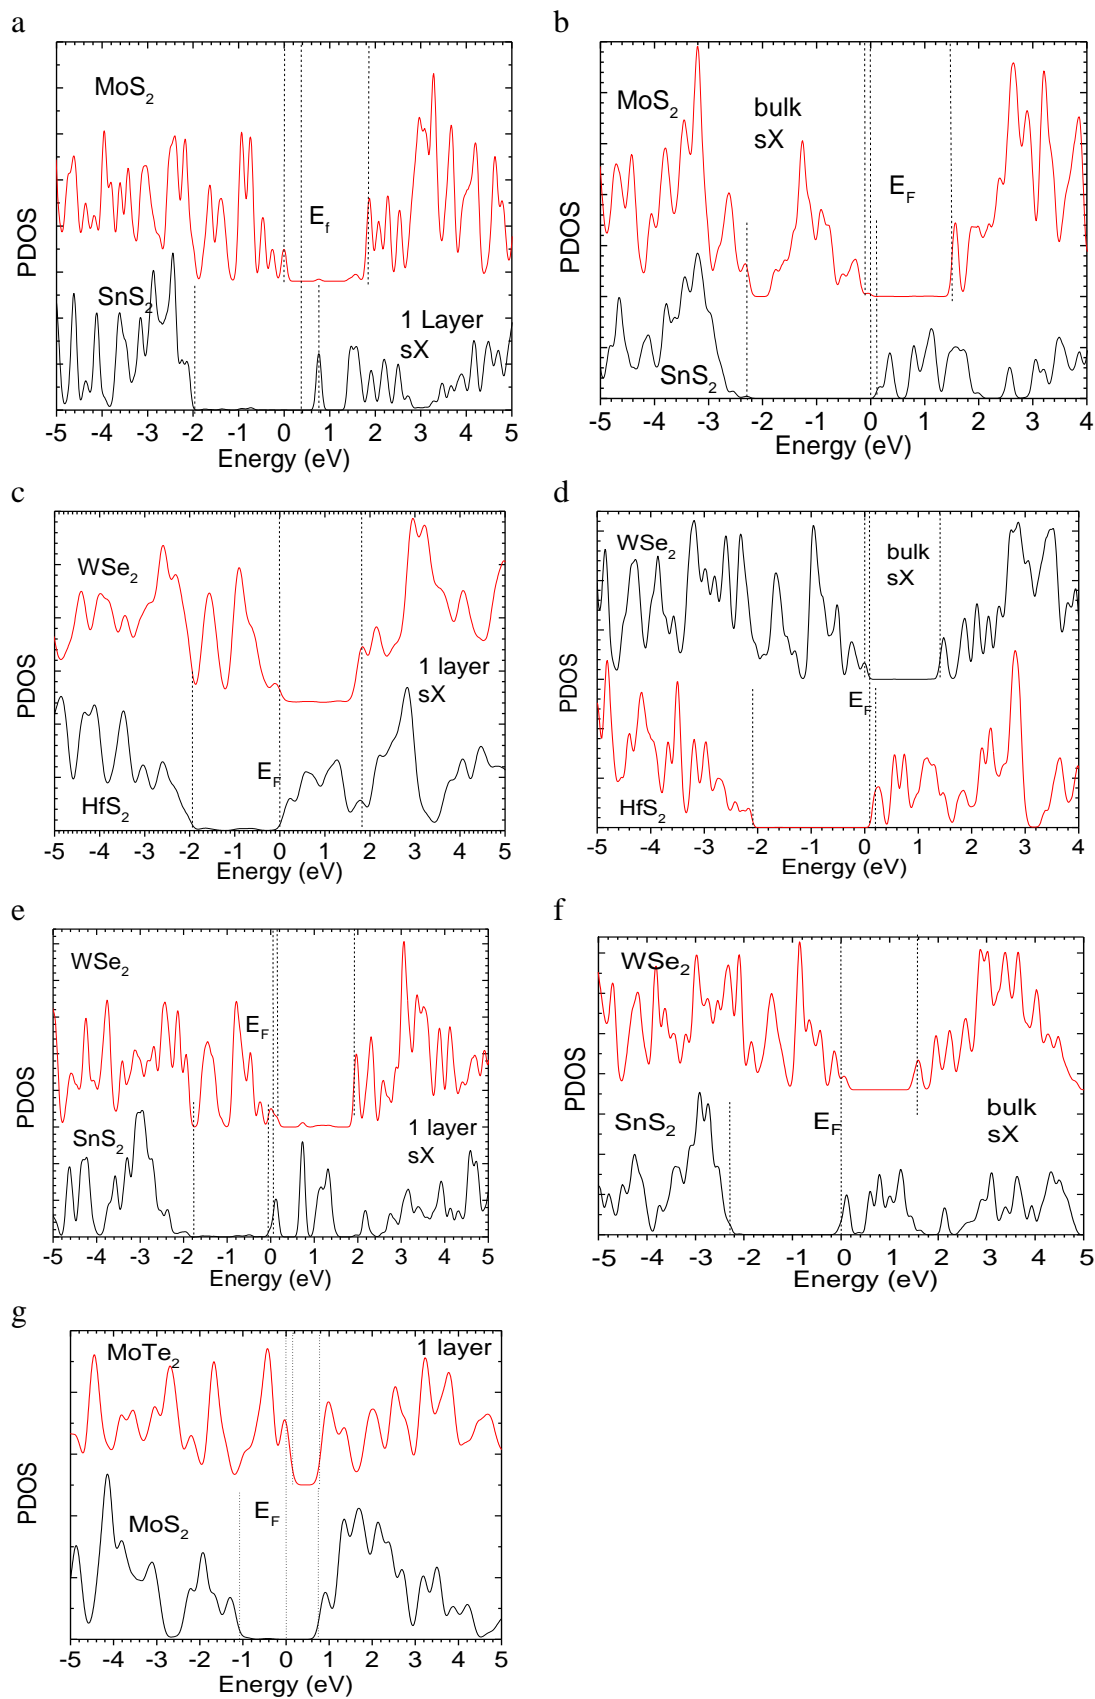 a
MoS2
Ef
SnS2
1 Layer
sX
PDOS
-5 -4 -3 -2 -1 0 1 2 3 4 5
Energy (eV)
b
MoS2
bulk
sX
EF
SnS2
PDOS
-5 -4 -3 -2 -1 0 1 2 3 4
Energy (eV)
c
WSe2
1 layer
sX
EF
HfS2
PDOS
-5 -4 -3 -2 -1 0 1 2 3 4 5
Energy (eV)
d
WSe2
bulk
sX
EF
HfS2
PDOS
-5 -4 -3 -2 -1 0 1 2 3 4
Energy (eV)
e
WSe2
EF
SnS2
1 layer
sX
PDOS
-5 -4 -3 -2 -1 0 1 2 3 4 5
Energy (eV)
f
WSe2
SnS2
EF
bulk
sX
PDOS
-5 -4 -3 -2 -1 0 1 2 3 4 5
Energy (eV)
g
MoTe2
1 layer
EF
MoS2
PDOS
-5 -4 -3 -2 -1 0 1 2 3 4 5
Energy (eV)